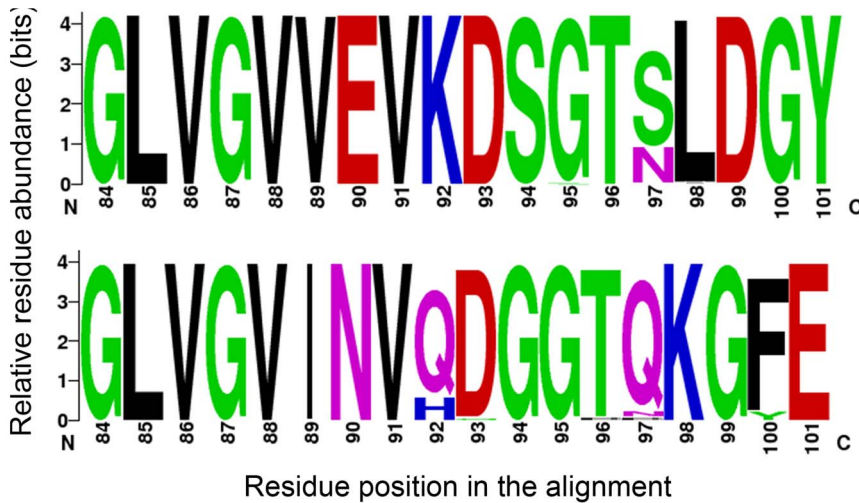 Relative residue abundance (bits)
4
3
2
1
0
GLVGVVEVKDSGTSLDGY
N
N 84 85 86 87 88 89 90 91 92 93 94 95 96 97 98 99 100 101 C
4
3
2
1
0
GLVGVINVQDGGTQKGFE
H N Y
N 84 85 86 87 88 89 90 91 92 93 94 95 96 97 98 99 100 101 C
Residue position in the alignment